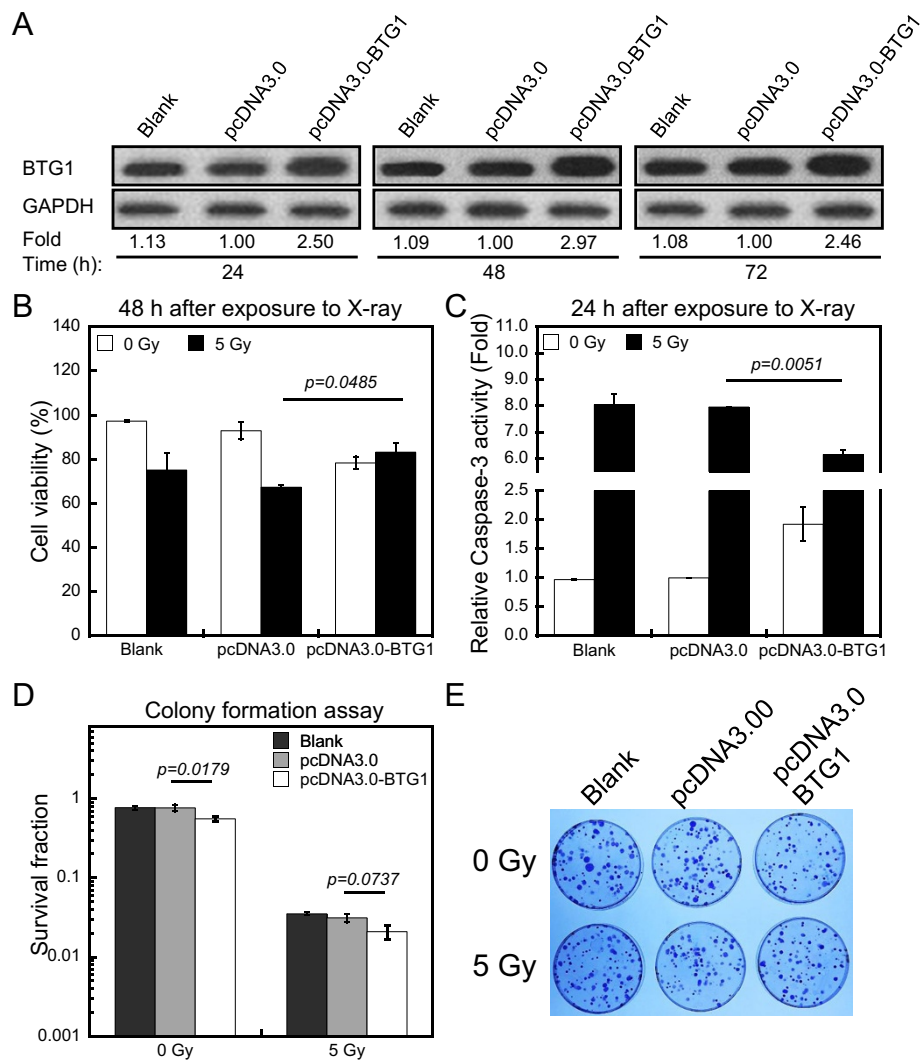 A
Blank pcDNA3.0 pcDNA3.0-BTG1 Blank pcDNA3.0 pcDNA3.0-BTG1 Blank pcDNA3.0 pcDNA3.0-BTG1
BTG1
GAPDH
Fold 1.13 1.00 2.50 1.09 1.00 2.97 1.08 1.00 2.46
Time (h): 24 48 72
B
48 h after exposure to X-ray
Cell viability (%)
140
120
100
80
60
40
20
0
0 Gy 5 Gy
p=0.0485
Blank pcDNA3.0 pcDNA3.0-BTG1
C
24 h after exposure to X-ray
Relative Caspase-3 activity (Fold)
11.0
10.0
9.0
8.0
7.0
6.0
2.5
2.0
1.5
1.0
0.5
0.0
0 Gy 5 Gy
p=0.0051
Blank pcDNA3.0 pcDNA3.0-BTG1
D
Colony formation assay
Survival fraction
1
0.1
0.01
0.001
Blank
pcDNA3.0
pcDNA3.0-BTG1
p=0.0179
p=0.0737
0 Gy 5 Gy
E
Blank pcDNA3.00 pcDNA3.0
BTG1
0 Gy
5 Gy